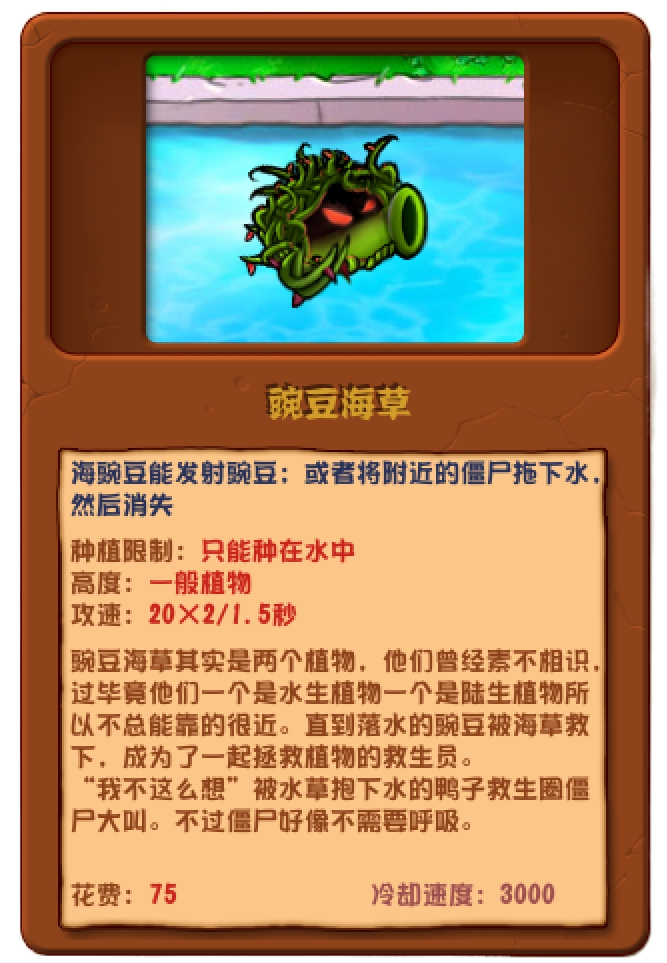 豌豆海草
海豌豆能发射豌豆；或者将附近的僵尸拖下水，
然后消失
种植限制：只能种在水中
高度：一般植物
攻速：20×2/1.5秒
豌豆海草其实是两个植物，他们曾经素不相识，
过毕竟他们一个是水生植物一个是陆生植物所
以不总能靠的很近。直到落水的豌豆被海草救
下，成为了一起拯救植物的救生员。
“我不这么想”被水草抱下水的鸭子救生圈僵
尸大叫。不过僵尸好像不需要呼吸。
花费：75 冷却速度：3000